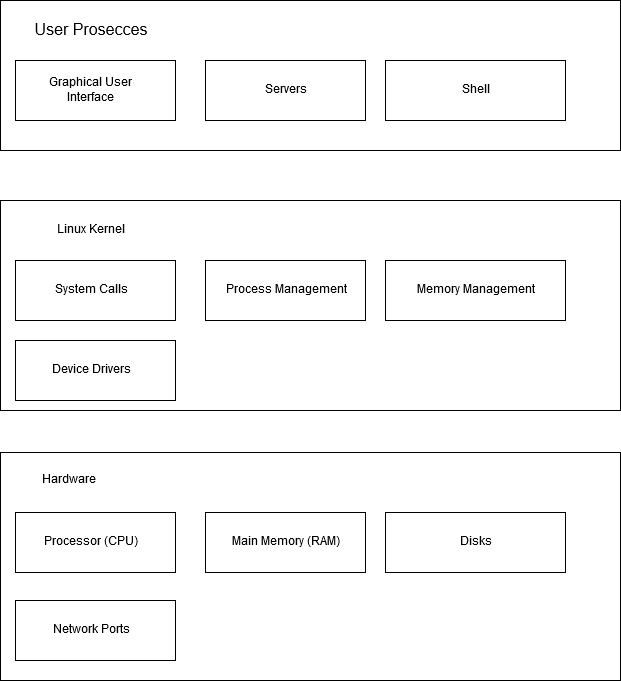 User Prosecces
Graphical User
Interface
Servers
Shell
Linux Kernel
System Calls
Process Management
Memory Management
Device Drivers
Hardware
Processor (CPU)
Main Memory (RAM)
Disks
Network Ports